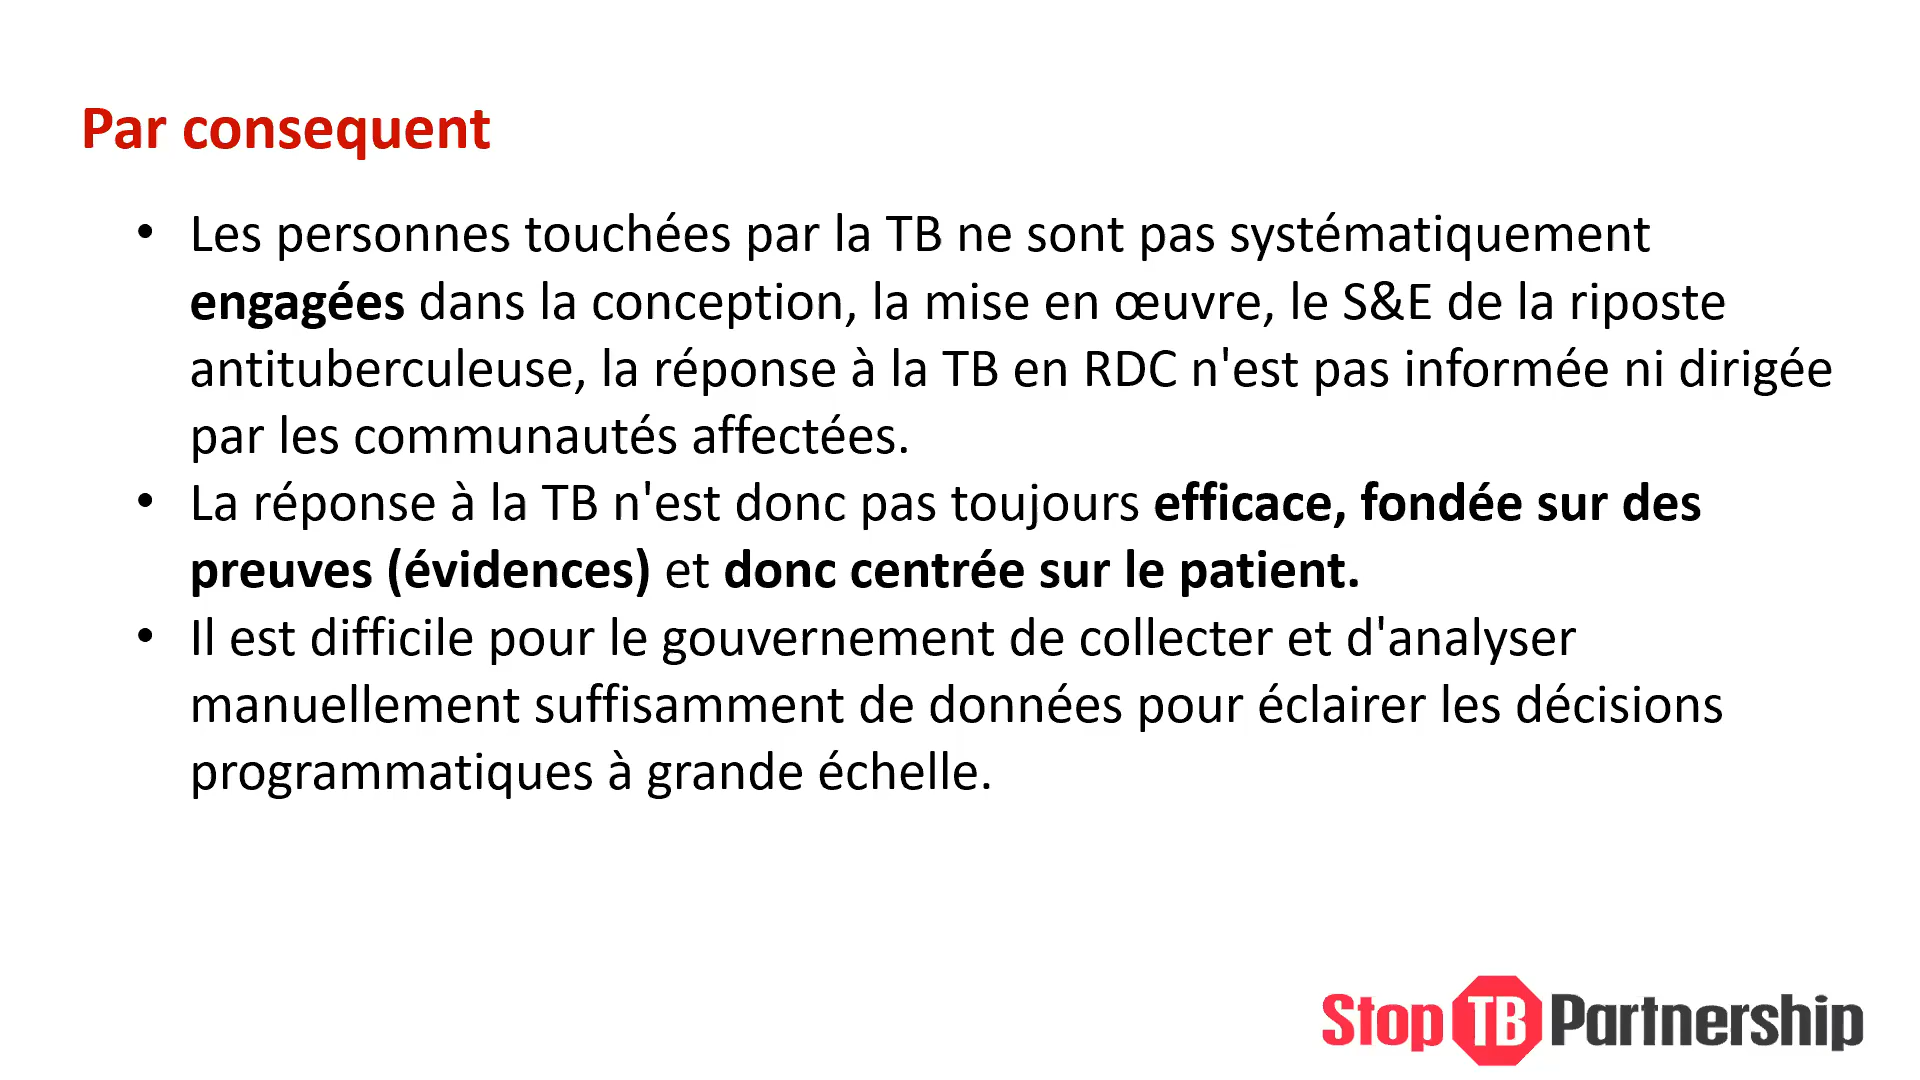 Par consequent
• Les personnes touchées par la TB ne sont pas systématiquement
engagées dans la conception, la mise en œuvre, le S&E de la riposte
antituberculeuse, la réponse à la TB en RDC n'est pas informée ni dirigée
par les communautés affectées.
• La réponse à la TB n'est donc pas toujours efficace, fondée sur des
preuves (évidences) et donc centrée sur le patient.
• Il est difficile pour le gouvernement de collecter et d'analyser
manuellement suffisamment de données pour éclairer les décisions
programmatiques à grande échelle.
Stop TB Partnership